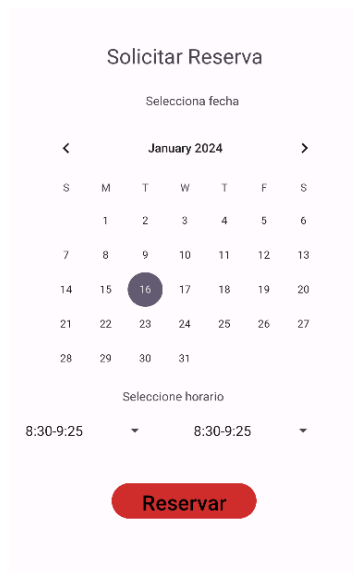 Solicitar Reserva
Selecciona fecha
January 2024
S M T W T F S
1 2 3 4 5 6
7 8 9 10 11 12 13
14 15 16 17 18 19 20
21 22 23 24 25 26 27
28 29 30 31
Seleccione horario
8:30-9:25 8:30-9:25
Reservar